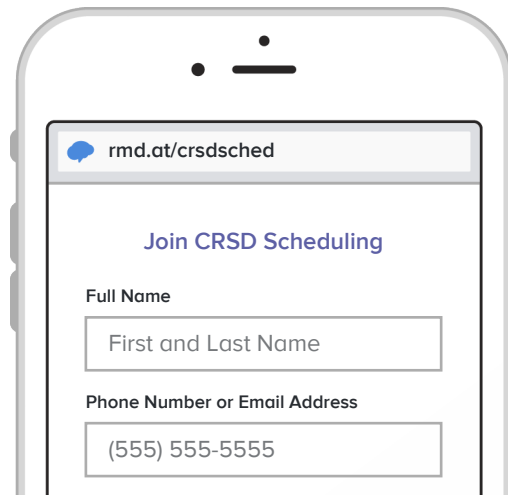 rmd.at/crsdsched
Join CRSD Scheduling
Full Name
First and Last Name
Phone Number or Email Address
(555) 555-5555